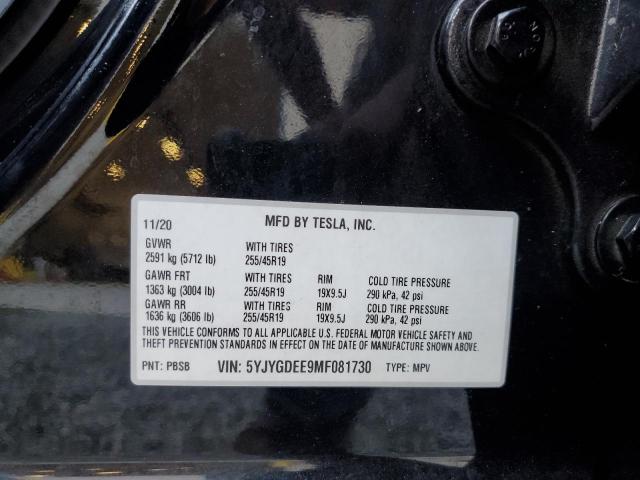 11/20 MFD BY TESLA, INC.
GVWR WITH TIRES
2591 kg (5712 lb) 255/45R19
GAWR FRT WITH TIRES RIM COLD TIRE PRESSURE
1363 kg (3004 lb) 255/45R19 19X9.5J 290 kPa, 42 psi
GAWR RR WITH TIRES RIM COLD TIRE PRESSURE
1636 kg (3606 lb) 255/45R19 19X9.5J 290 kPa, 42 psi
THIS VEHICLE CONFORMS TO ALL APPLICABLE U.S. FEDERAL MOTOR VEHICLE SAFETY AND
THEFT PREVENTION STANDARDS IN EFFECT ON THE DATE OF MANUFACTURE SHOWN ABOVE.
PNT: PBSB VIN: 5YJYGDEE9MF081730 TYPE: MPV